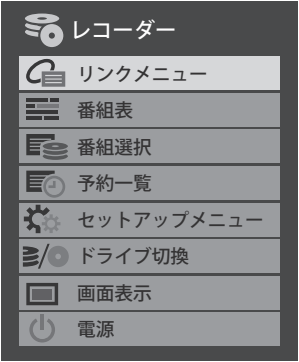 レコーダー
リンクメニュー
番組表
番組選択
予約一覧
セットアップメニュー
ドライブ切換
画面表示
電源